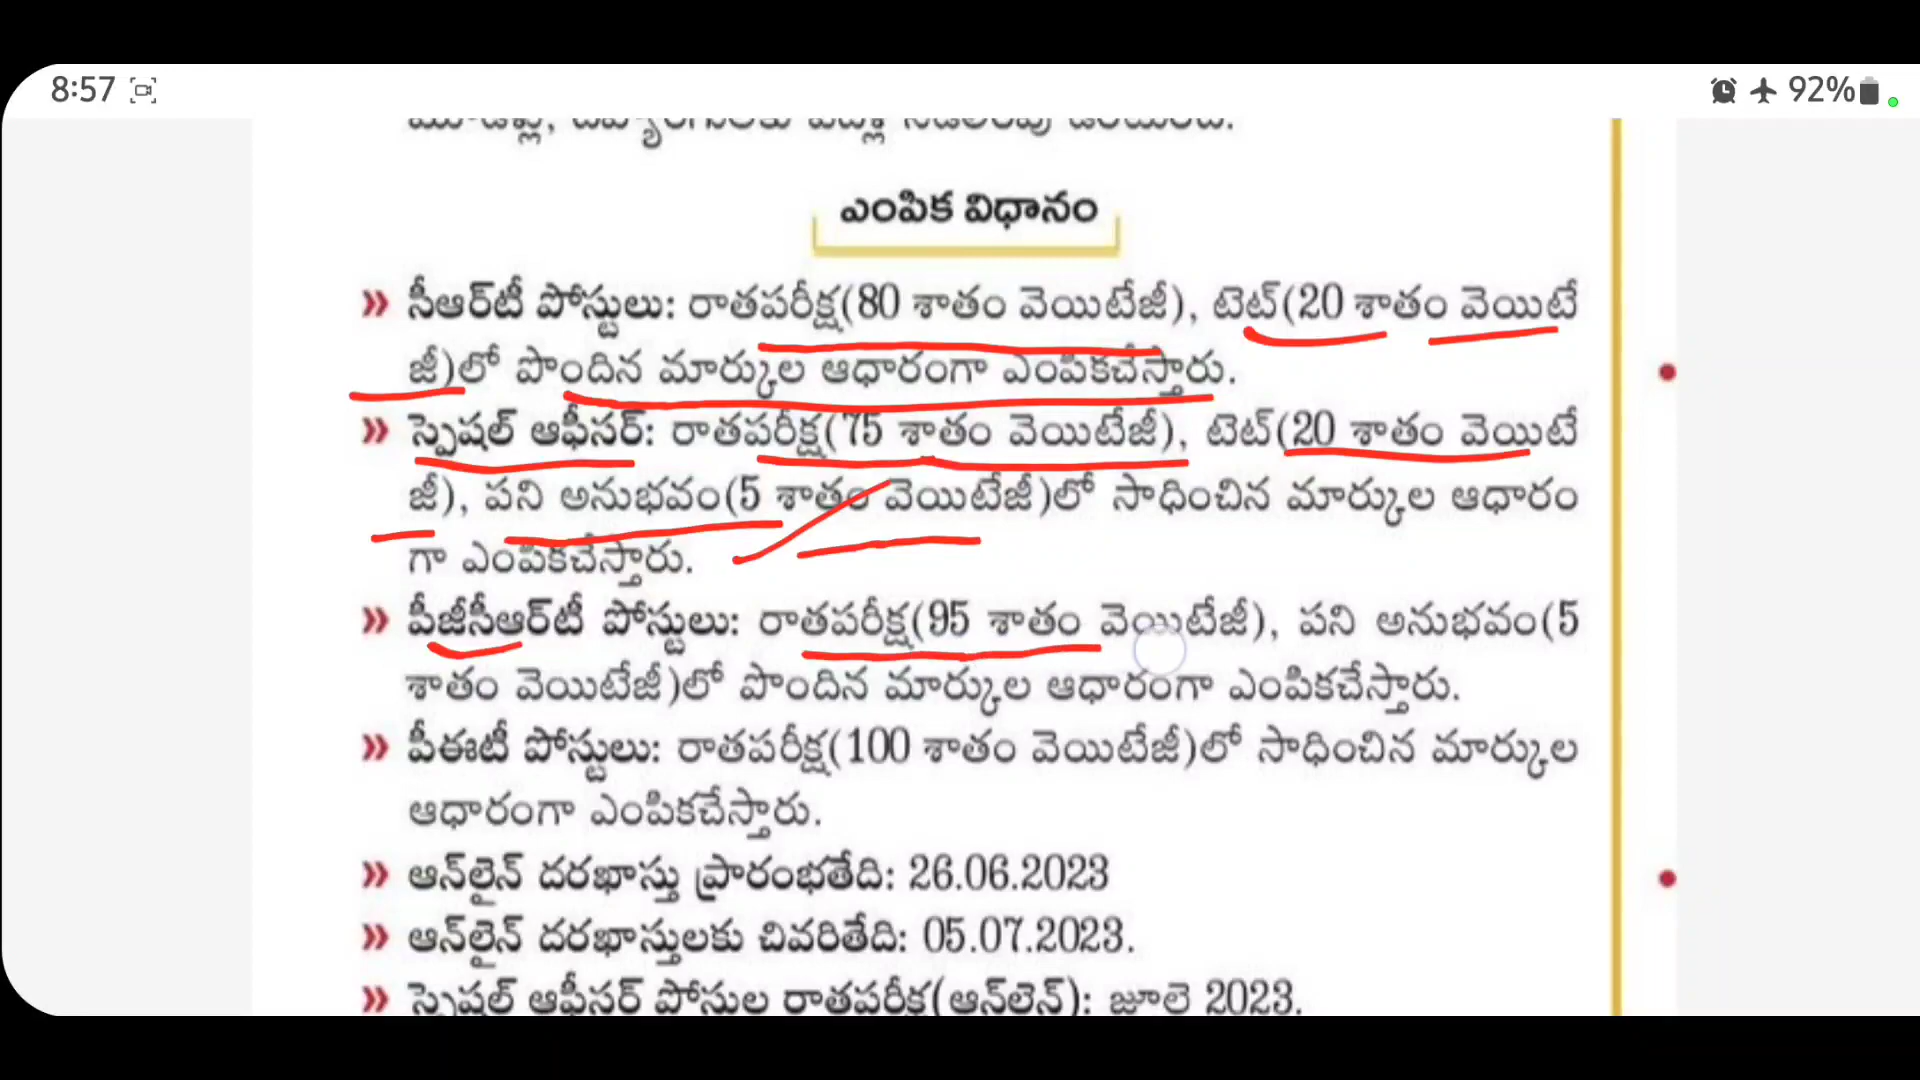 8:57
92%
ఎంపిక విధానం
» సీఆర్‌టీ పోస్టులు: రాతపరీక్ష(80 శాతం వెయిటేజీ), టెట్(20 శాతం వెయిటే
జీ)లో పొందిన మార్కుల ఆధారంగా ఎంపికచేస్తారు.
» స్పెషల్ ఆఫీసర్: రాతపరీక్ష(75 శాతం వెయిటేజీ), టెట్(20 శాతం వెయిటే
జీ), పని అనుభవం(5 శాతం వెయిటేజీ)లో సాధించిన మార్కుల ఆధారం
గా ఎంపికచేస్తారు.
» పీజీసీఆర్‌టీ పోస్టులు: రాతపరీక్ష(95 శాతం వెయిటేజీ), పని అనుభవం(5
శాతం వెయిటేజీ)లో పొందిన మార్కుల ఆధారంగా ఎంపికచేస్తారు.
» పీఈటీ పోస్టులు: రాతపరీక్ష(100 శాతం వెయిటేజీ)లో సాధించిన మార్కుల
ఆధారంగా ఎంపికచేస్తారు.
» ఆన్‌లైన్ దరఖాస్తు ప్రారంభతేది: 26.06.2023
» ఆన్‌లైన్ దరఖాస్తులకు చివరితేది: 05.07.2023.
» స్పెషల్ ఆఫీసర్ పోస్టుల రాతపరీక్ష(ఆన్‌లైన్): జూలై 2023.